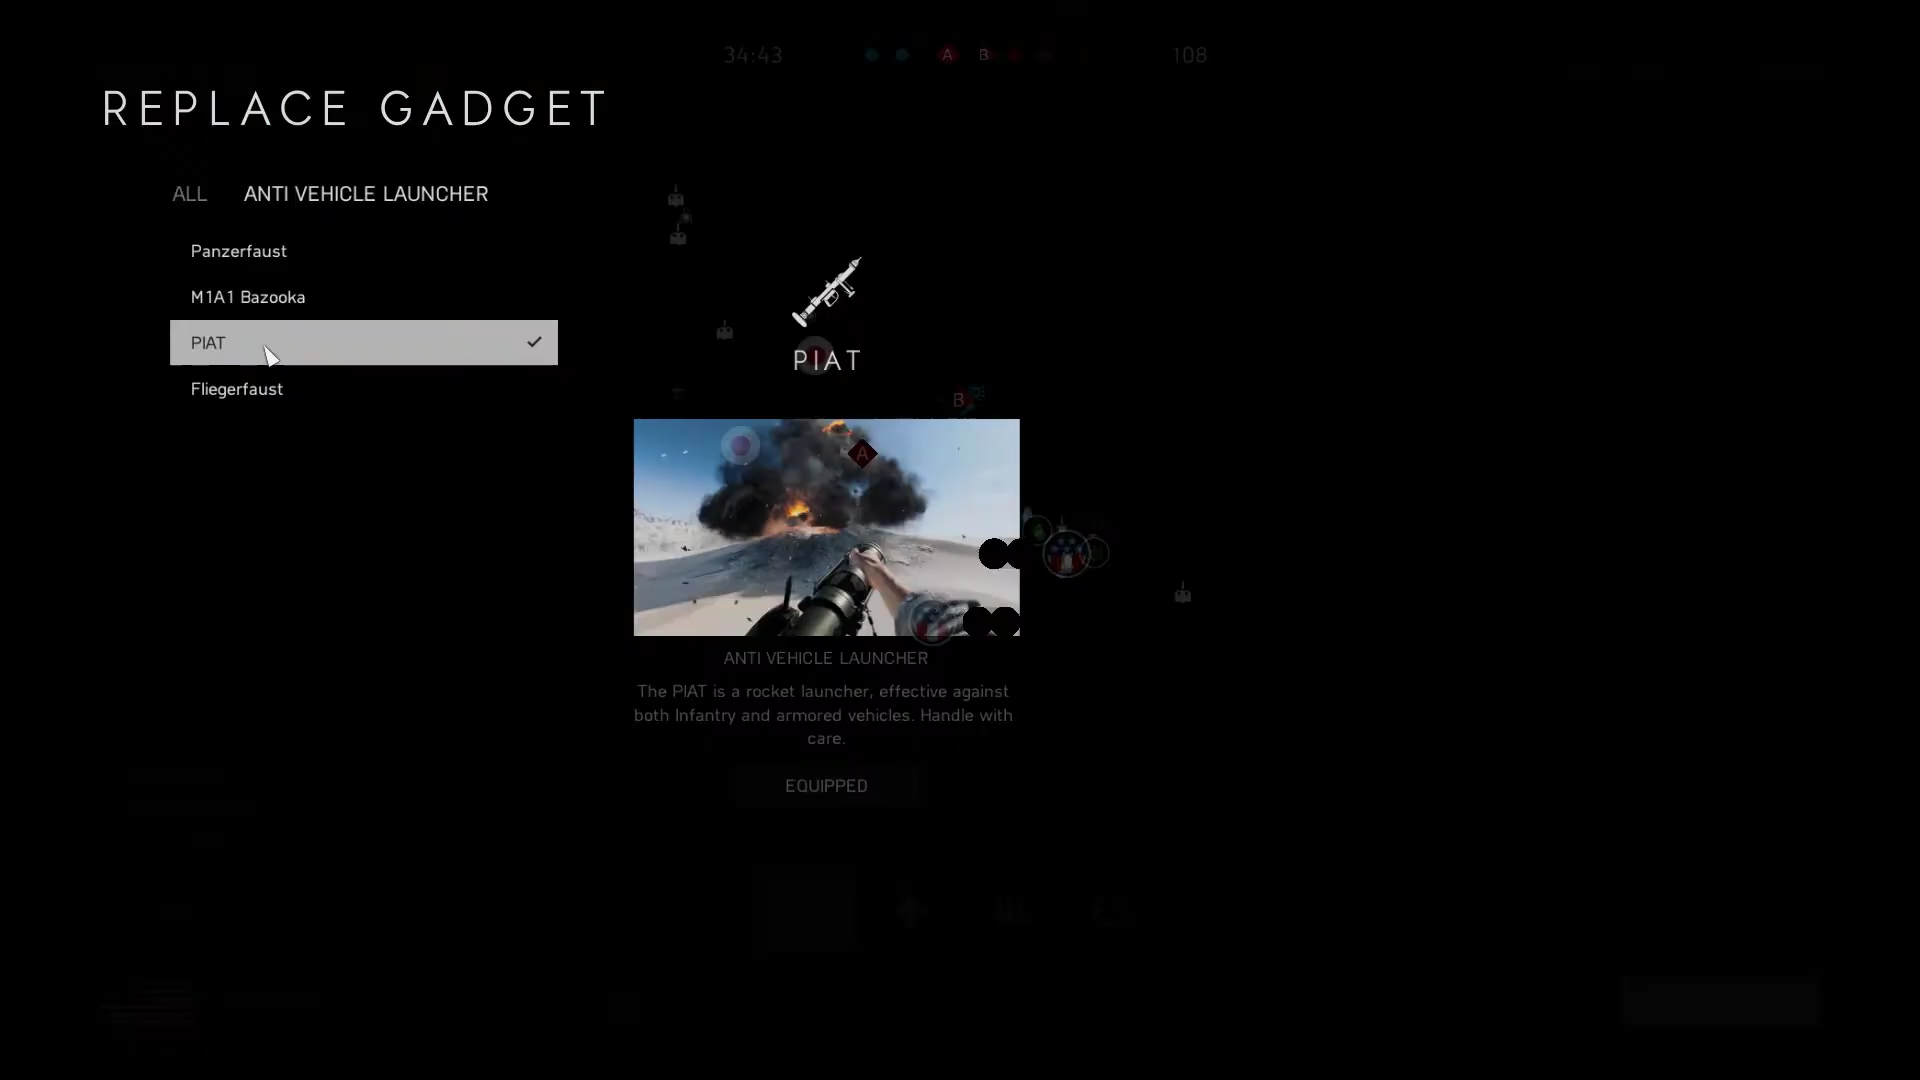 34:43 A B 108
REPLACE GADGET
ALL ANTI VEHICLE LAUNCHER
Panzerfaust
M1A1 Bazooka
PIAT
Fliegerfaust
PIAT
B
A
ANTI VEHICLE LAUNCHER
The PIAT is a rocket launcher, effective against
both Infantry and armored vehicles. Handle with
care.
EQUIPPED